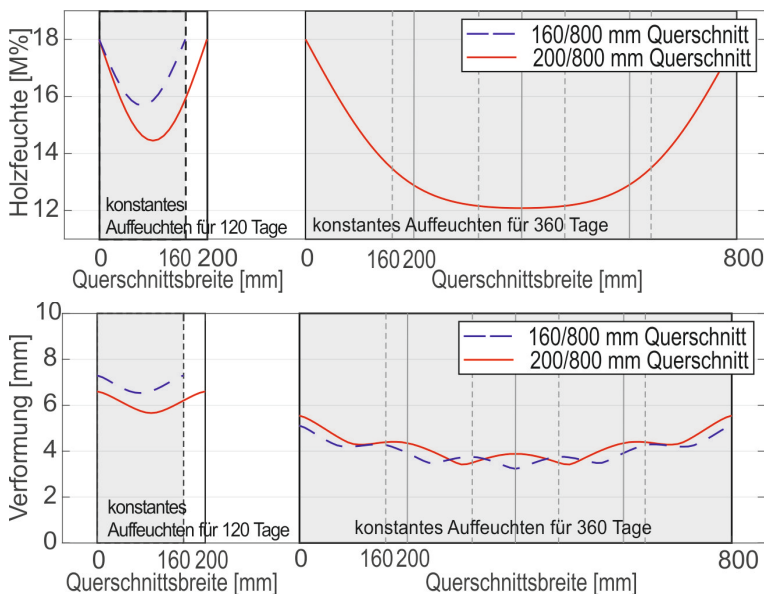 18
16
14
12
Holzfeuchte [M%]
160/800 mm Querschnitt
200/800 mm Querschnitt
konstantes
Auffeuchten für 120 Tage
konstantes Auffeuchten für 360 Tage
0 160 200
0 160 200 800
Querschnittsbreite [mm]
Querschnittsbreite [mm]
10
8
6
4
2
0
Verformung [mm]
160/800 mm Querschnitt
200/800 mm Querschnitt
konstantes
Auffeuchten für 120 Tage
konstantes Auffeuchten für 360 Tage
0 160 200
0 160 200 800
Querschnittsbreite [mm]
Querschnittsbreite [mm]